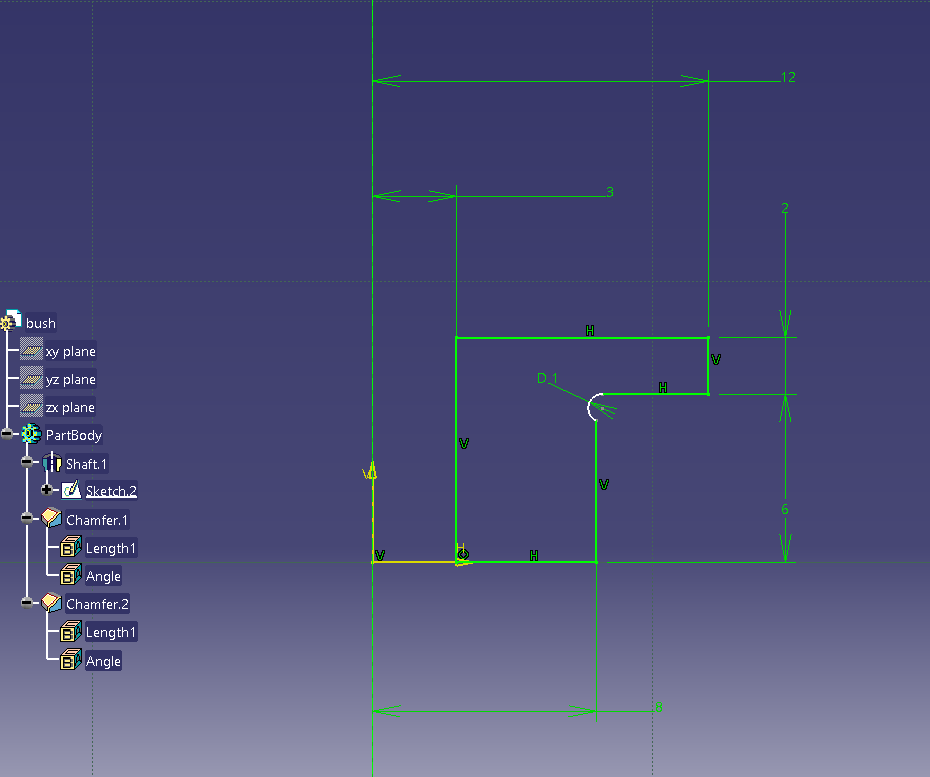 12
3
2
H
V
D 1
H
bush
xy plane
yz plane
zx plane
PartBody
V
Shaft.1
V
V
Sketch.2
6
Chamfer.1
Length1
V
H
H
Angle
Chamfer.2
Length1
Angle
8